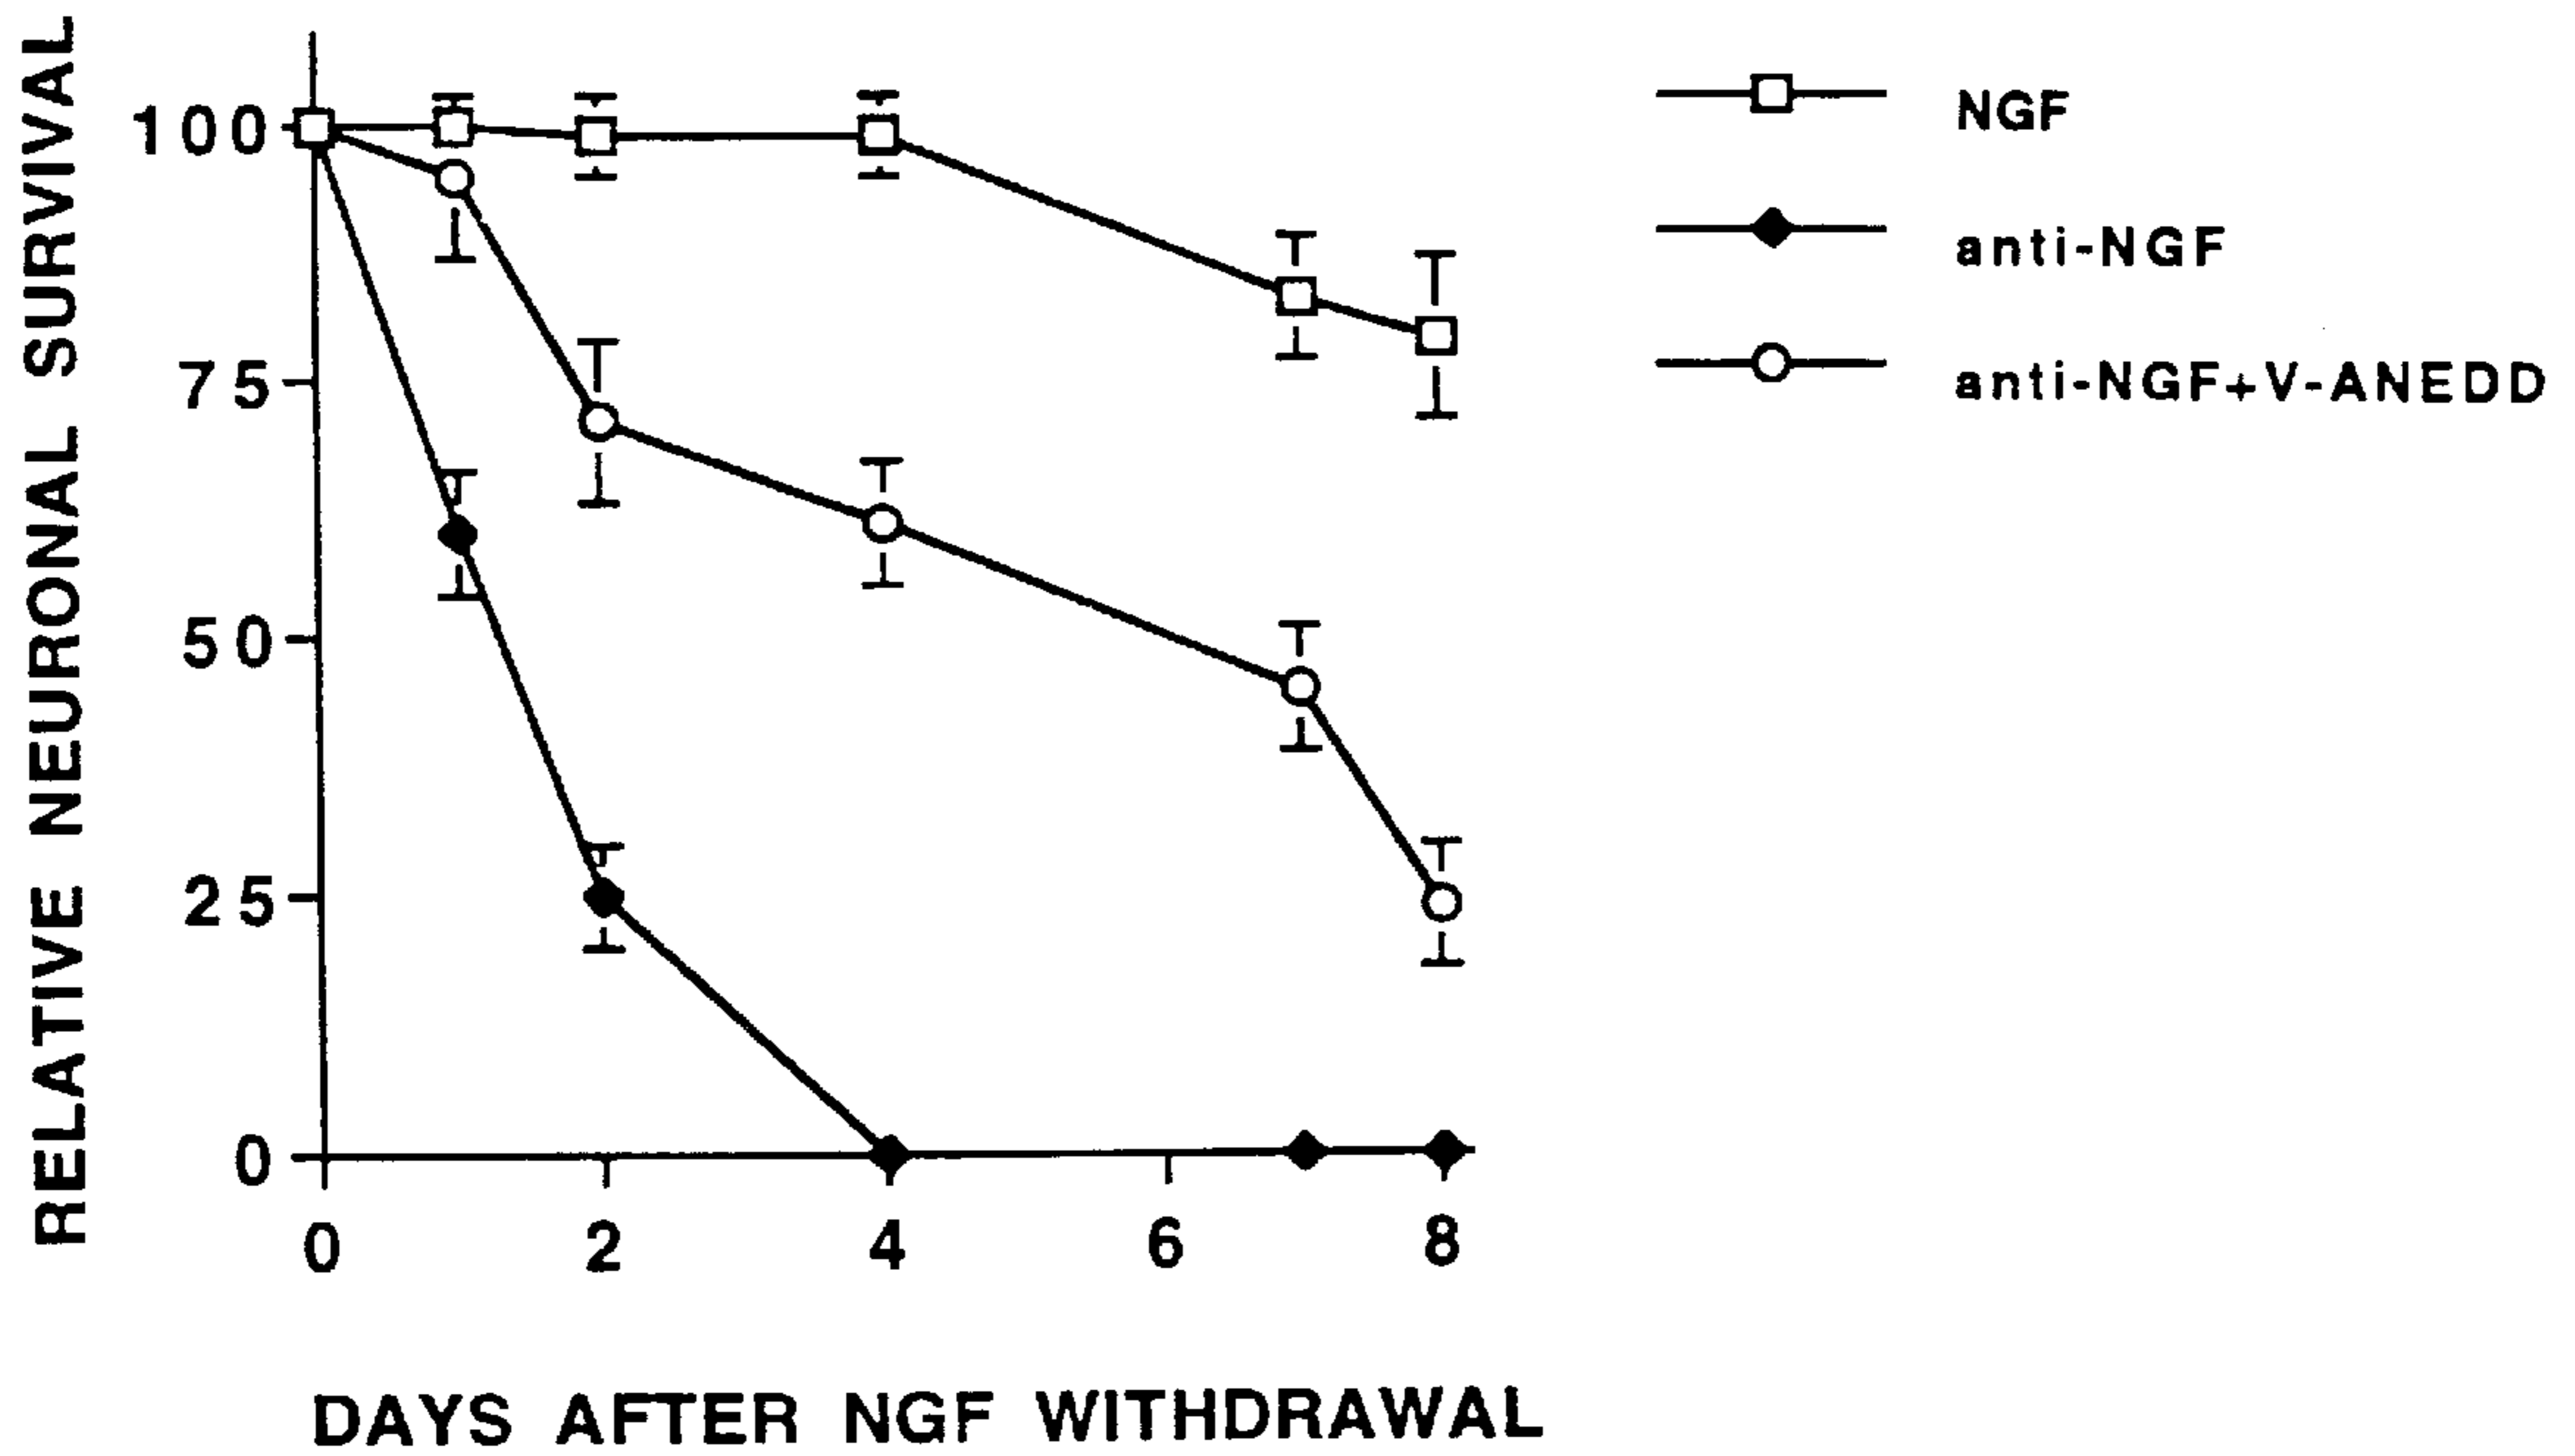 RELATIVE NEURONAL SURVIVAL
100
75
50
25
0
0 2 4 6 8
DAYS AFTER NGF WITHDRAWAL
NGF
anti-NGF
anti-NGF+V-ANEDD